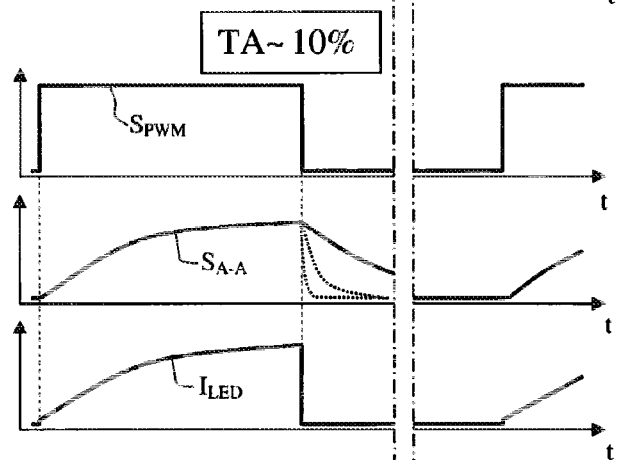 t
TA~ 10%
S_PWM
t
S_A-A
t
I_LED
t